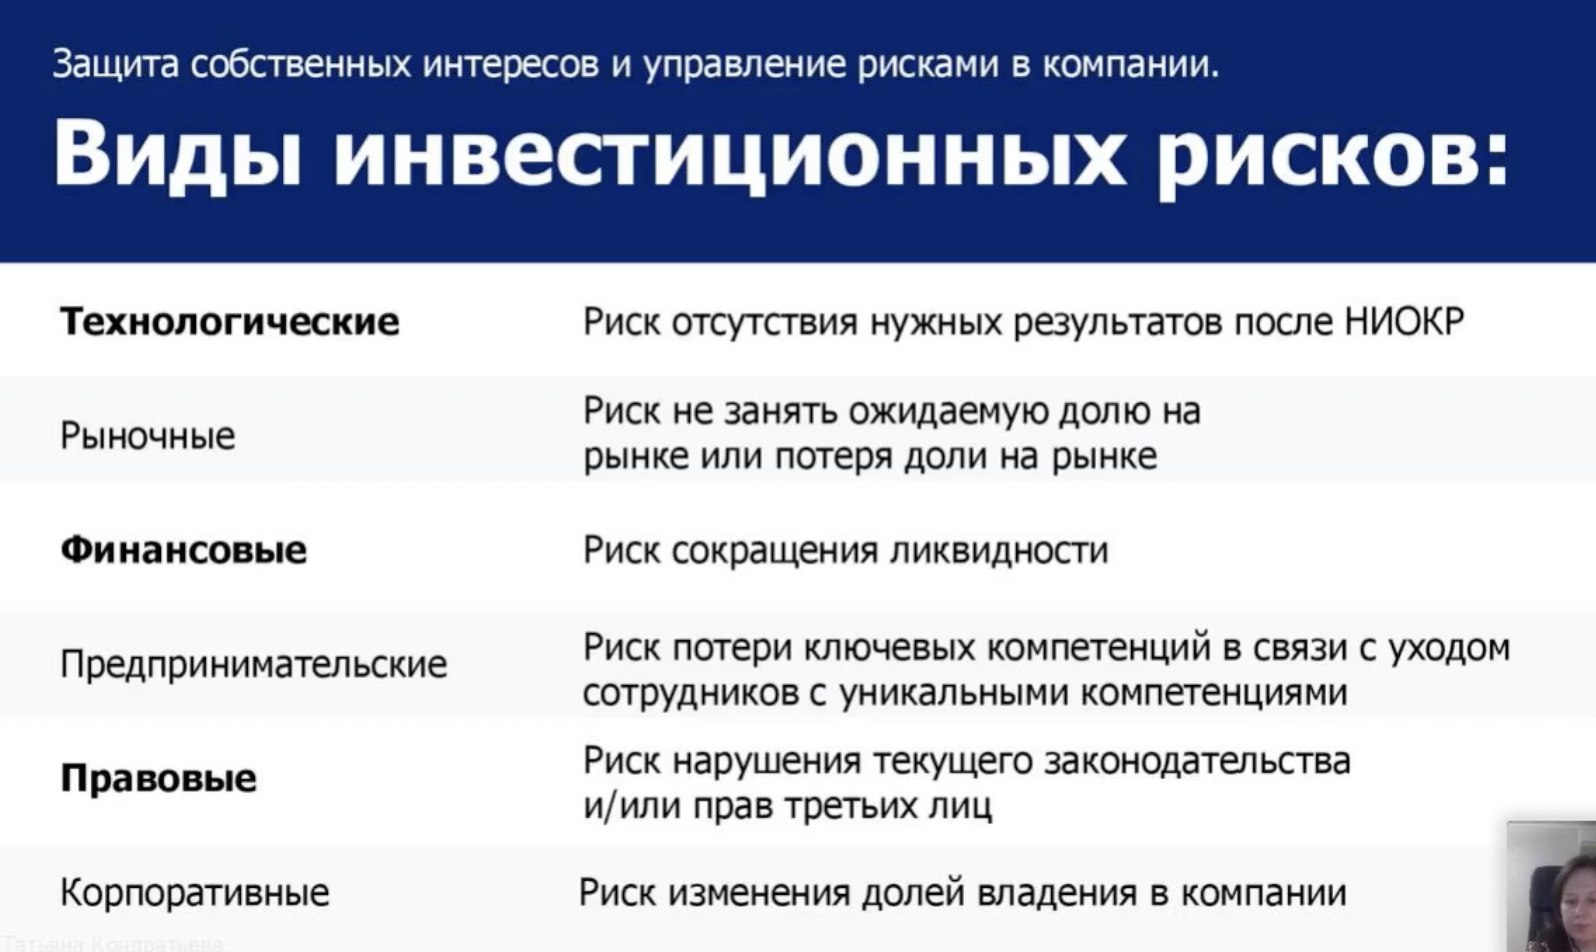 Защита собственных интересов и управление рисками в компании.
Виды инвестиционных рисков:
Технологические
Риск отсутствия нужных результатов после НИОКР
Рыночные
Риск не занять ожидаемую долю на
рынке или потеря доли на рынке
Финансовые
Риск сокращения ликвидности
Предпринимательские
Риск потери ключевых компетенций в связи с уходом
сотрудников с уникальными компетенциями
Правовые
Риск нарушения текущего законодательства
и/или прав третьих лиц
Корпоративные
Риск изменения долей владения в компании
Татьяна Кондратьева